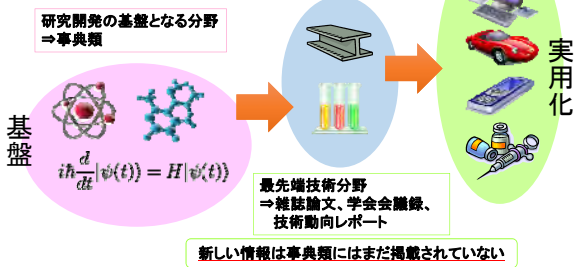 研究開発の基盤となる分野
⇒事典類
基盤
iħ d/dt |ψ(t)⟩ = H|ψ(t)⟩
実用化
最先端技術分野
⇒雑誌論文、学会会議録、
技術動向レポート
新しい情報は事典類にはまだ掲載されていない